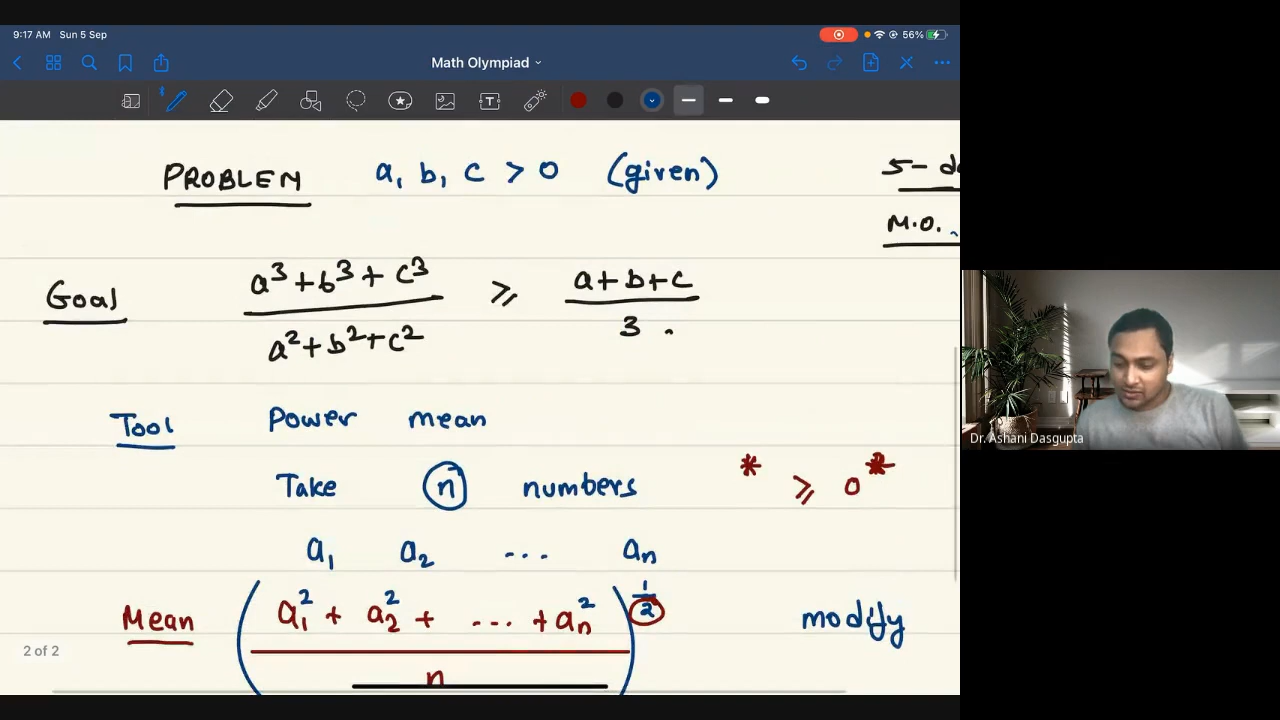 9:17 AM Sun 5 Sep
56%
Math Olympiad
T
PROBLEM a, b, c > 0 (given)
5-
M.O.
Goal a³ + b³ + c³ / a² + b² + c² ⩾ a + b + c / 3 .
Tool Power mean
Take n numbers * ⩾ 0 *
a₁ a₂ ... aₙ
Mean ( a₁² + a₂² + ... + aₙ² / n ) ^ 1/2 modify
2 of 2
Dr. Ashani Dasgupta